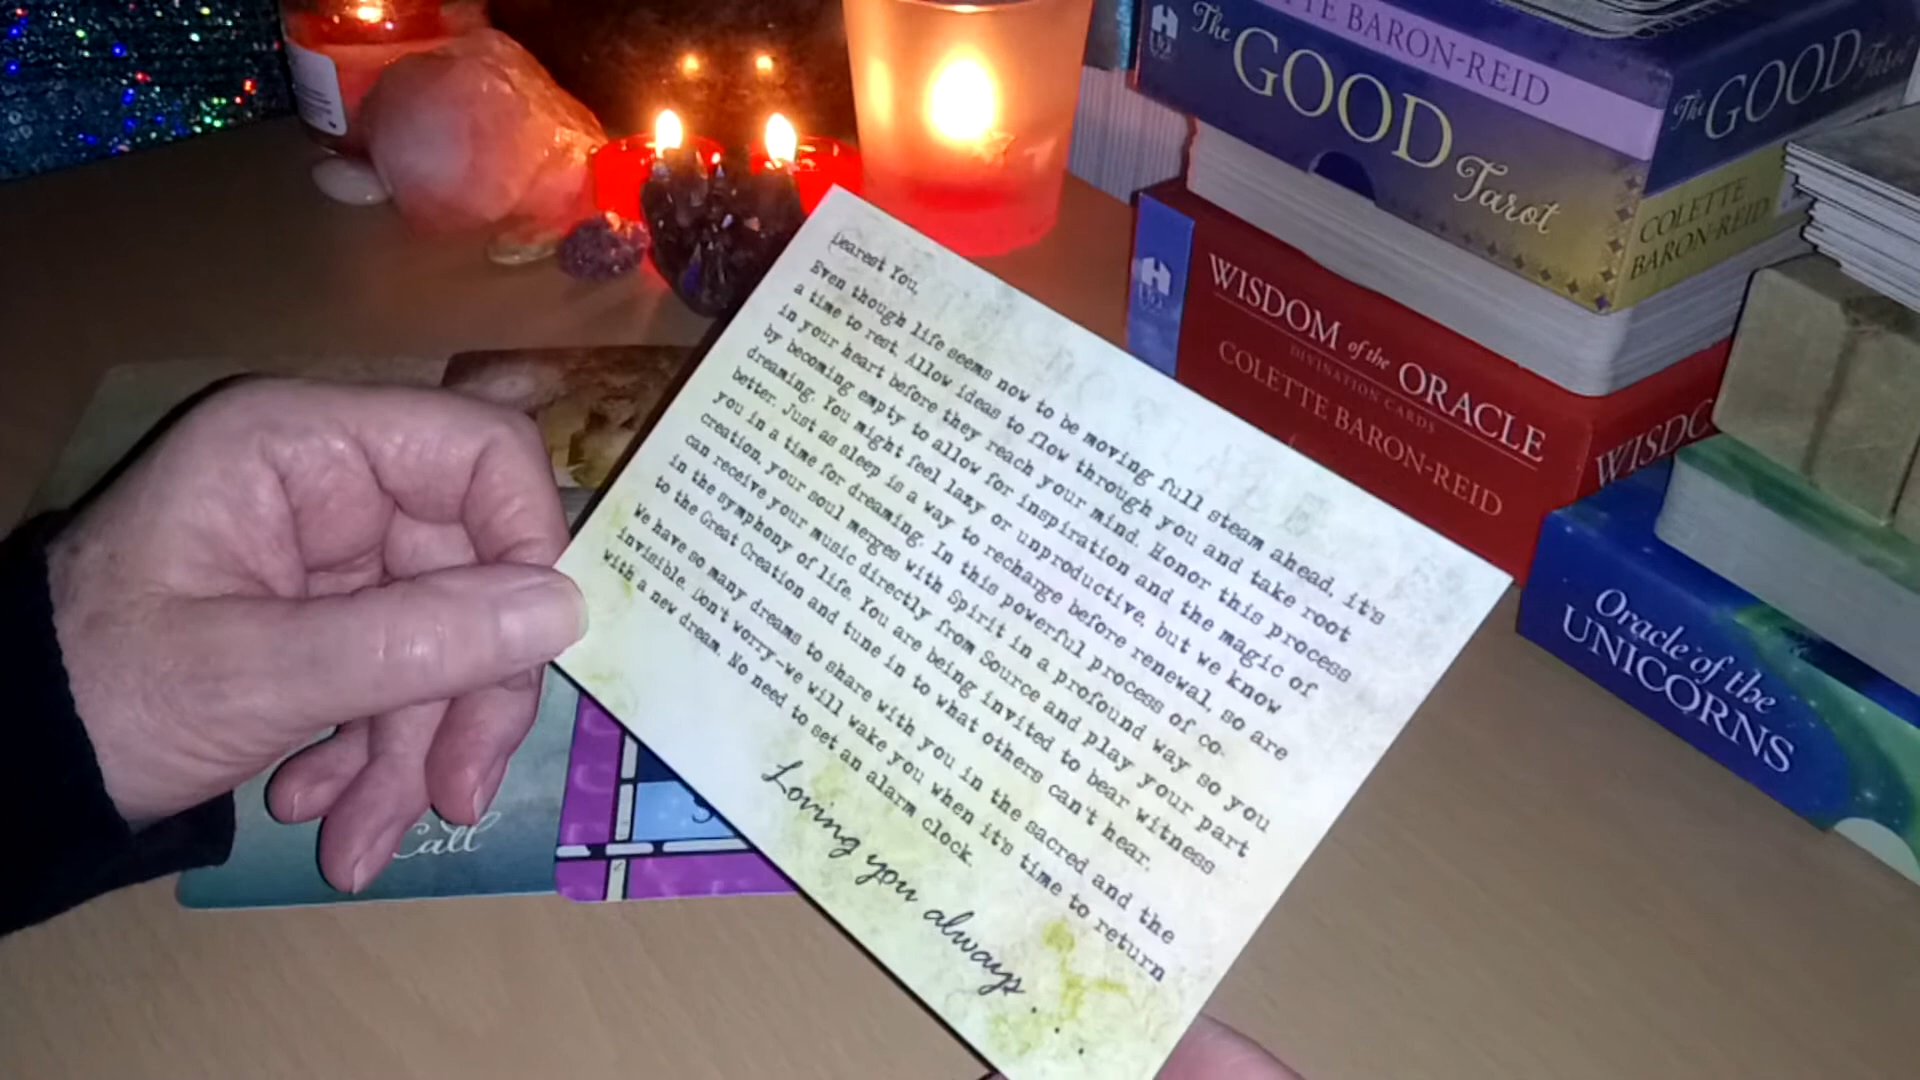 Dearest You,
Even though life seems now to be moving full steam ahead, it's
a time to rest. Allow ideas to flow through you and take root
in your heart before they reach your mind. Honor this process
by becoming empty to allow for inspiration and the magic of
dreaming. You might feel lazy or unproductive, but we know
better. Just as sleep is a way to recharge before renewal, so are
you in a time for dreaming. In this powerful process of co-
creation, your soul merges with Spirit in a profound way so you
can receive your music directly from Source and play your part
in the symphony of life. You are being invited to bear witness
to the Great Creation and tune in to what others can't hear.
We have so many dreams to share with you in the sacred and the
invisible. Don't worry—we will wake you when it's time to return
with a new dream. No need to set an alarm clock.
Loving you always . . .
Call
BARON-REID
The GOOD Tarot
The GOOD Tarot
COLETTE
BARON-REID
WISDOM of the ORACLE
DIVINATION CARDS
COLETTE BARON-REID
WISDO
Oracle of the
UNICORNS